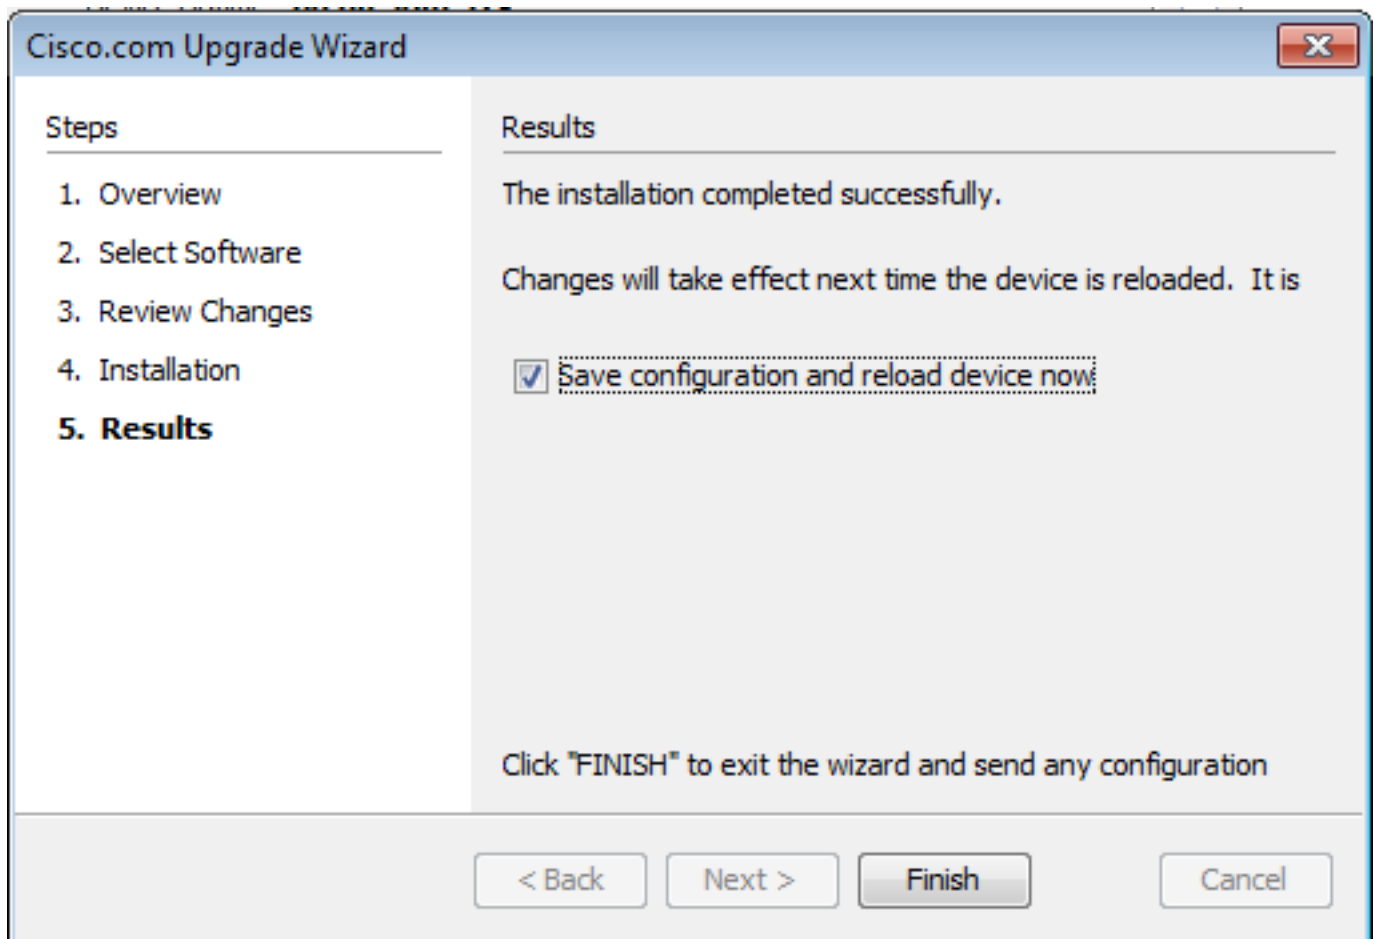 Cisco.com Upgrade Wizard
Steps
1. Overview
2. Select Software
3. Review Changes
4. Installation
5. Results
Results
The installation completed successfully.
Changes will take effect next time the device is reloaded. It is
Save configuration and reload device now
Click "FINISH" to exit the wizard and send any configuration
< Back
Next >
Finish
Cancel